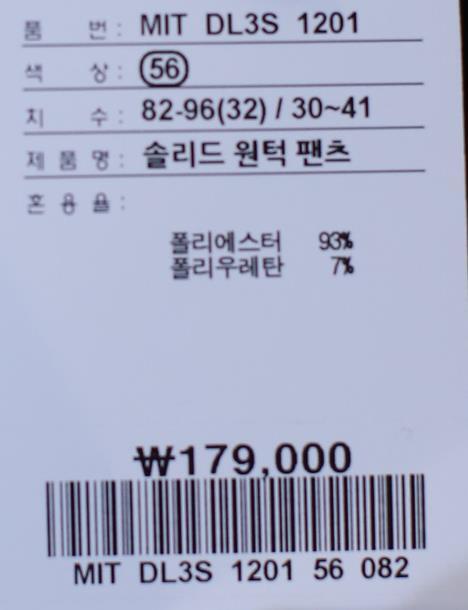 품 번 : MIT DL3S 1201
색 상 : 56
치 수 : 82-96(32) / 30~41
제 품 명 : 솔리드 원턱 팬츠
혼 용 율 :
폴리에스터 93%
폴리우레탄 7%
₩179,000
MIT DL3S 1201 56 082